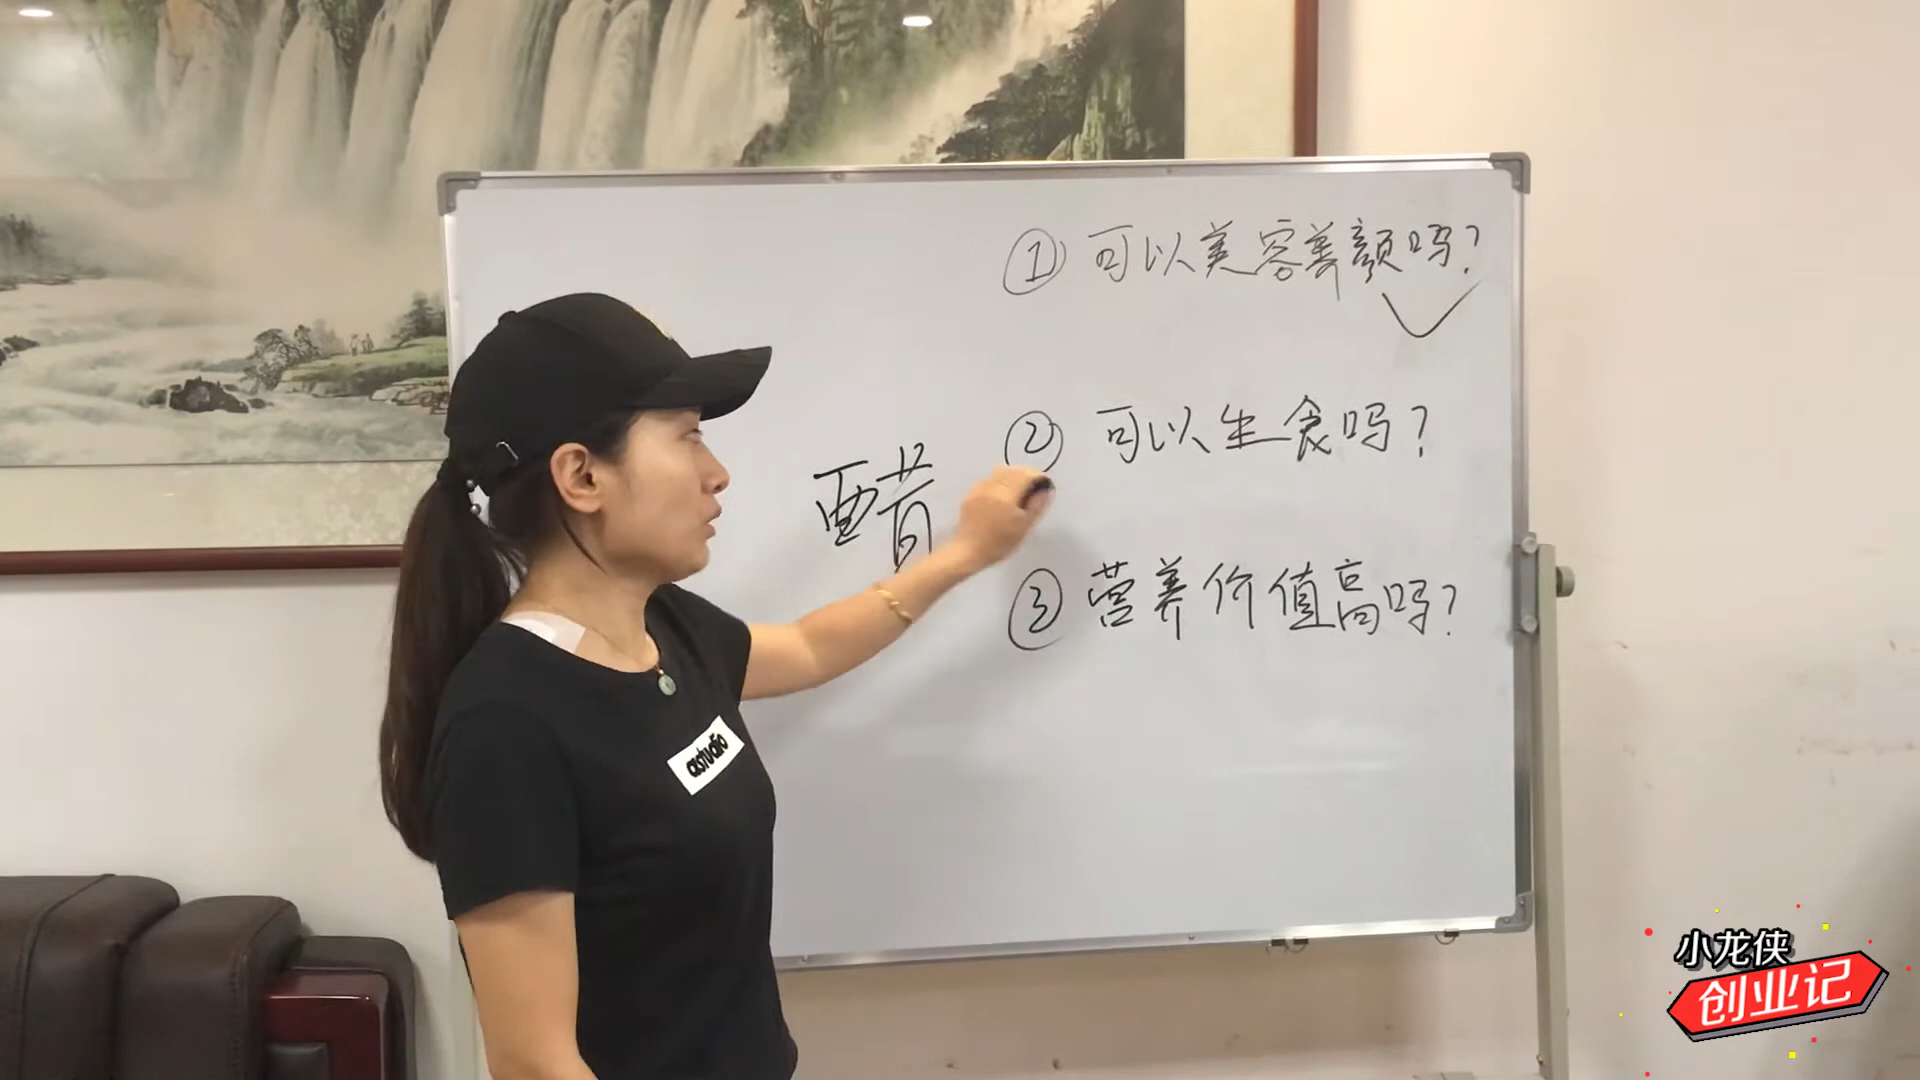 ① 可以美容养颜吗?
② 可以生食吗?
醋
③ 营养价值高吗?
astudio
小龙侠
创业记